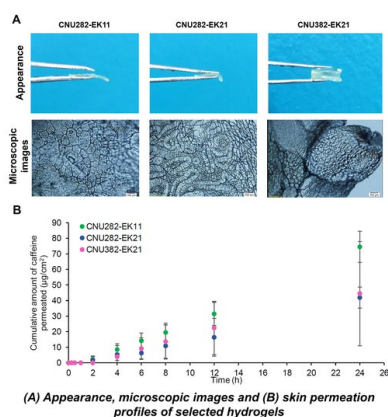 A
CNU282-EK11
CNU282-EK21
CNU382-EK21
Appearance
Microscopic
images
B
Cumulative amount of caffeine
permeated (µg/cm²)
90
80
70
60
50
40
30
20
10
0
CNU282-EK11
CNU282-EK21
CNU382-EK21
0 2 4 6 8 10 12 14 16 18 20 22 24 26
Time (h)
(A) Appearance, microscopic images and (B) skin permeation
profiles of selected hydrogels